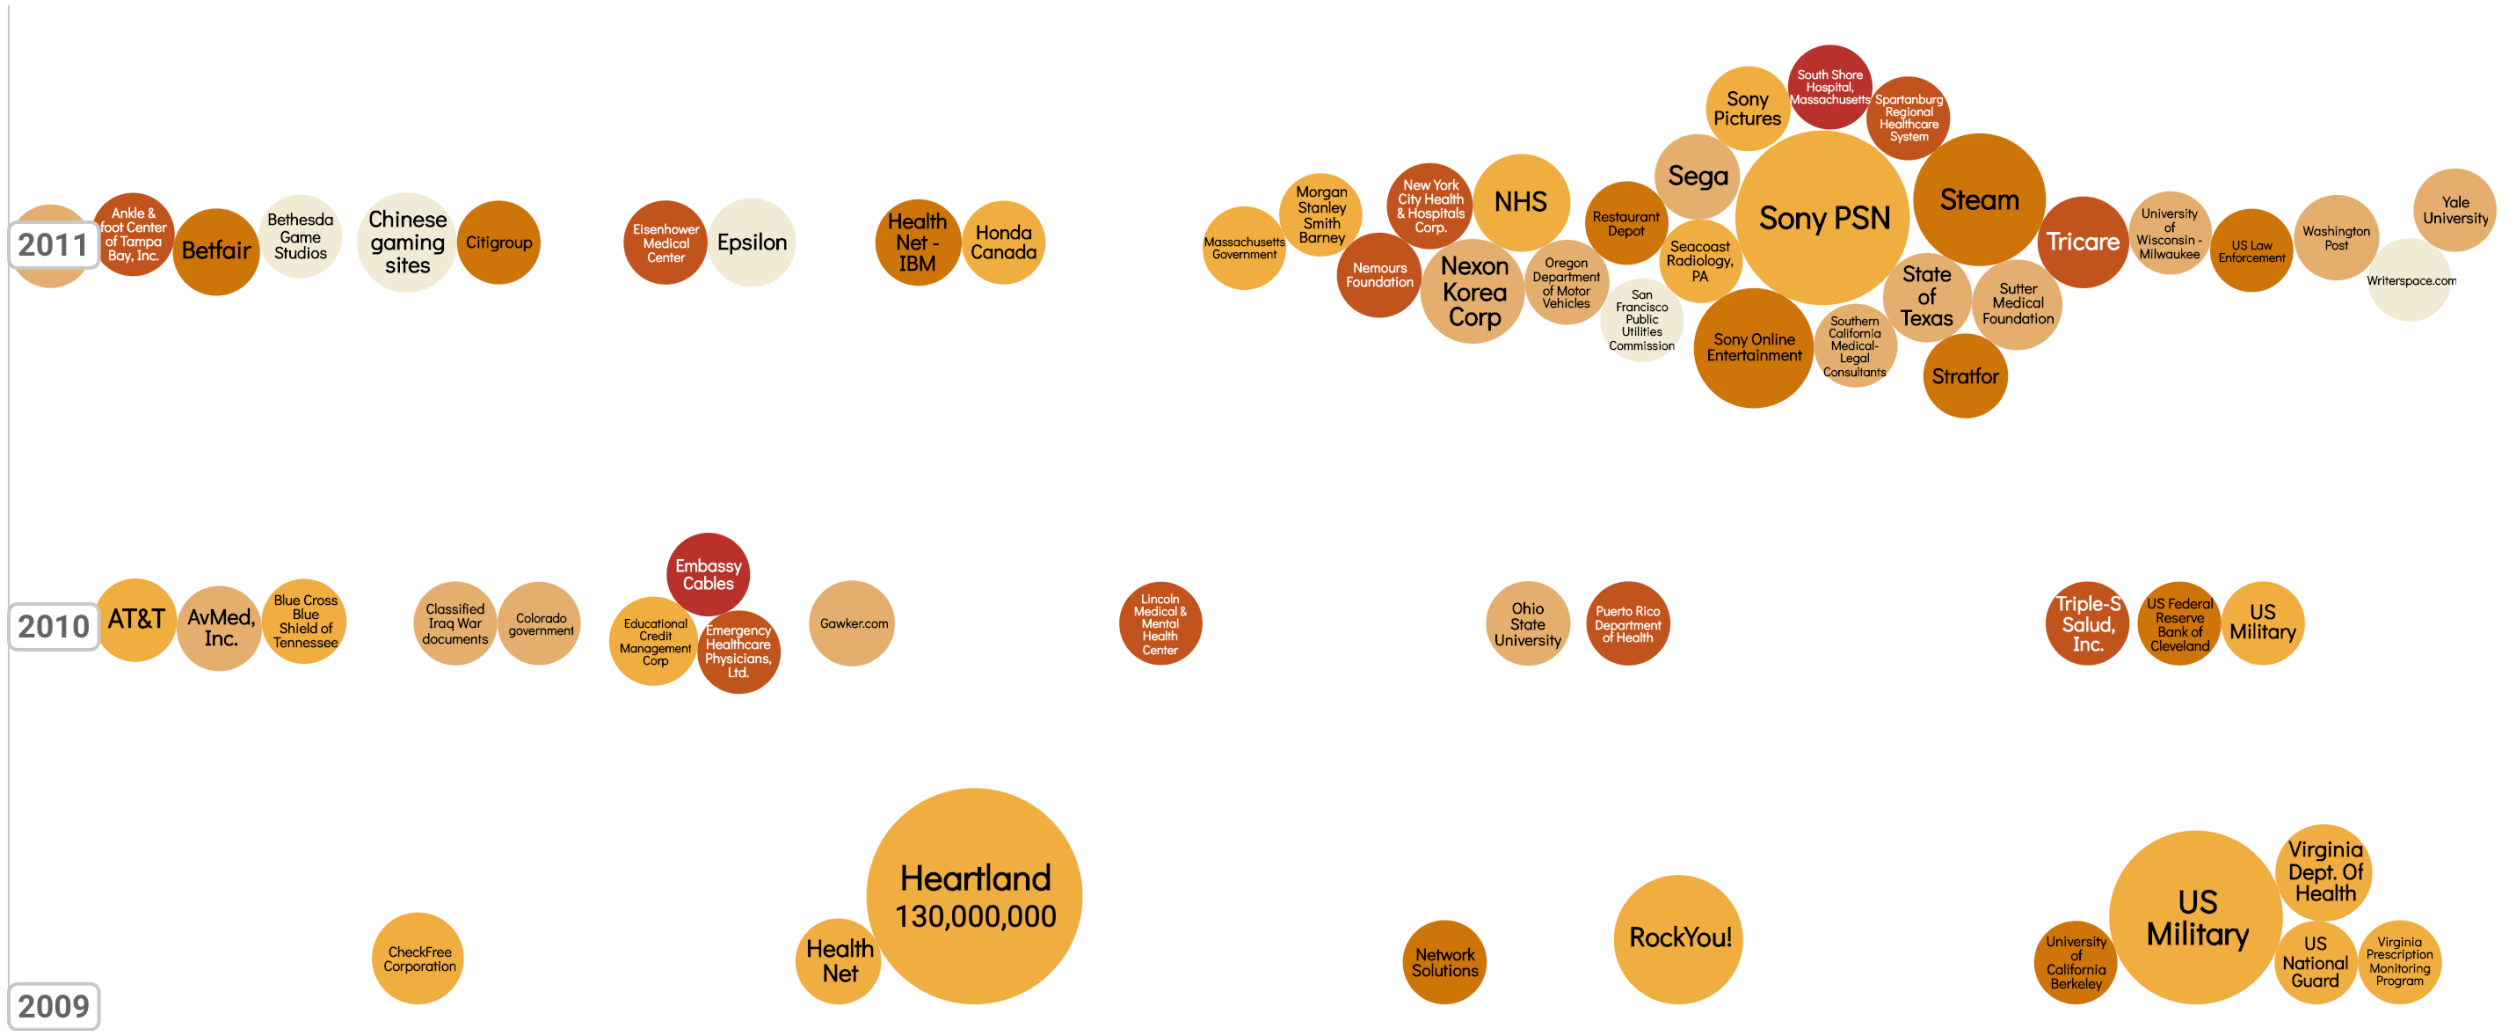 2011
Ankle &
foot Center
of Tampa
Bay, Inc.
Betfair
Bethesda
Game
Studios
Chinese
gaming
sites
Citigroup
Eisenhower
Medical
Center
Epsilon
Health
Net -
IBM
Honda
Canada
Massachusetts
Government
Morgan
Stanley
Smith
Barney
Nemours
Foundation
New York
City Health
& Hospitals
Corp.
Nexon
Korea
Corp
NHS
Oregon
Department
of Motor
Vehicles
Restaurant
Depot
San
Francisco
Public
Utilities
Commission
Seacoast
Radiology,
PA
Sega
Sony
Pictures
Sony Online
Entertainment
Sony PSN
South Shore
Hospital,
Massachusetts
Southern
California
Medical-
Legal
Consultants
Spartanburg
Regional
Healthcare
System
State
of
Texas
Steam
Stratfor
Sutter
Medical
Foundation
Tricare
University
of
Wisconsin -
Milwaukee
US Law
Enforcement
Washington
Post
Writerspace.com
Yale
University
2010
AT&T
AvMed,
Inc.
Blue Cross
Blue
Shield of
Tennessee
Classified
Iraq War
documents
Colorado
government
Educational
Credit
Management
Corp
Embassy
Cables
Emergency
Healthcare
Physicians,
Ltd.
Gawker.com
Lincoln
Medical &
Mental
Health
Center
Ohio
State
University
Puerto Rico
Department
of Health
Triple-S
Salud,
Inc.
US Federal
Reserve
Bank of
Cleveland
US
Military
2009
CheckFree
Corporation
Health
Net
Heartland
130,000,000
Network
Solutions
RockYou!
University
of
California
Berkeley
US
Military
Virginia
Dept. Of
Health
US
National
Guard
Virginia
Prescription
Monitoring
Program